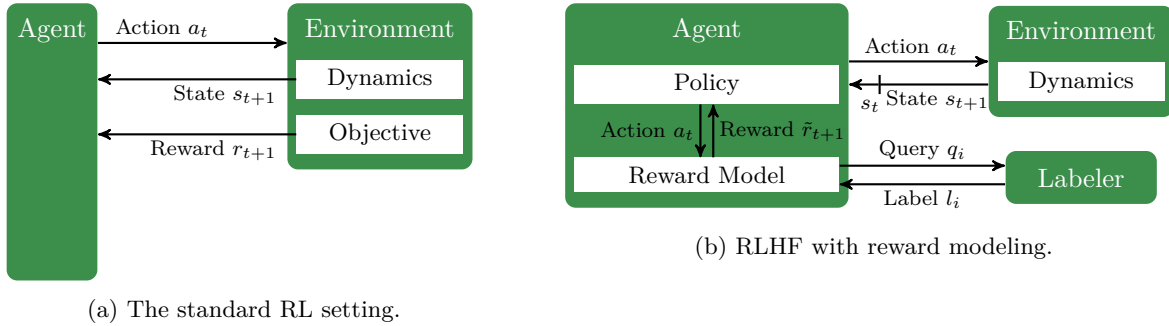 Agent
Action a_t
Environment
Dynamics
State s_{t+1}
Objective
Reward r_{t+1}
(a) The standard RL setting.
Agent
Policy
Action a_t
Reward r̃_{t+1}
Reward Model
Action a_t
Environment
Dynamics
s_t
State s_{t+1}
Query q_i
Label l_i
Labeler
(b) RLHF with reward modeling.